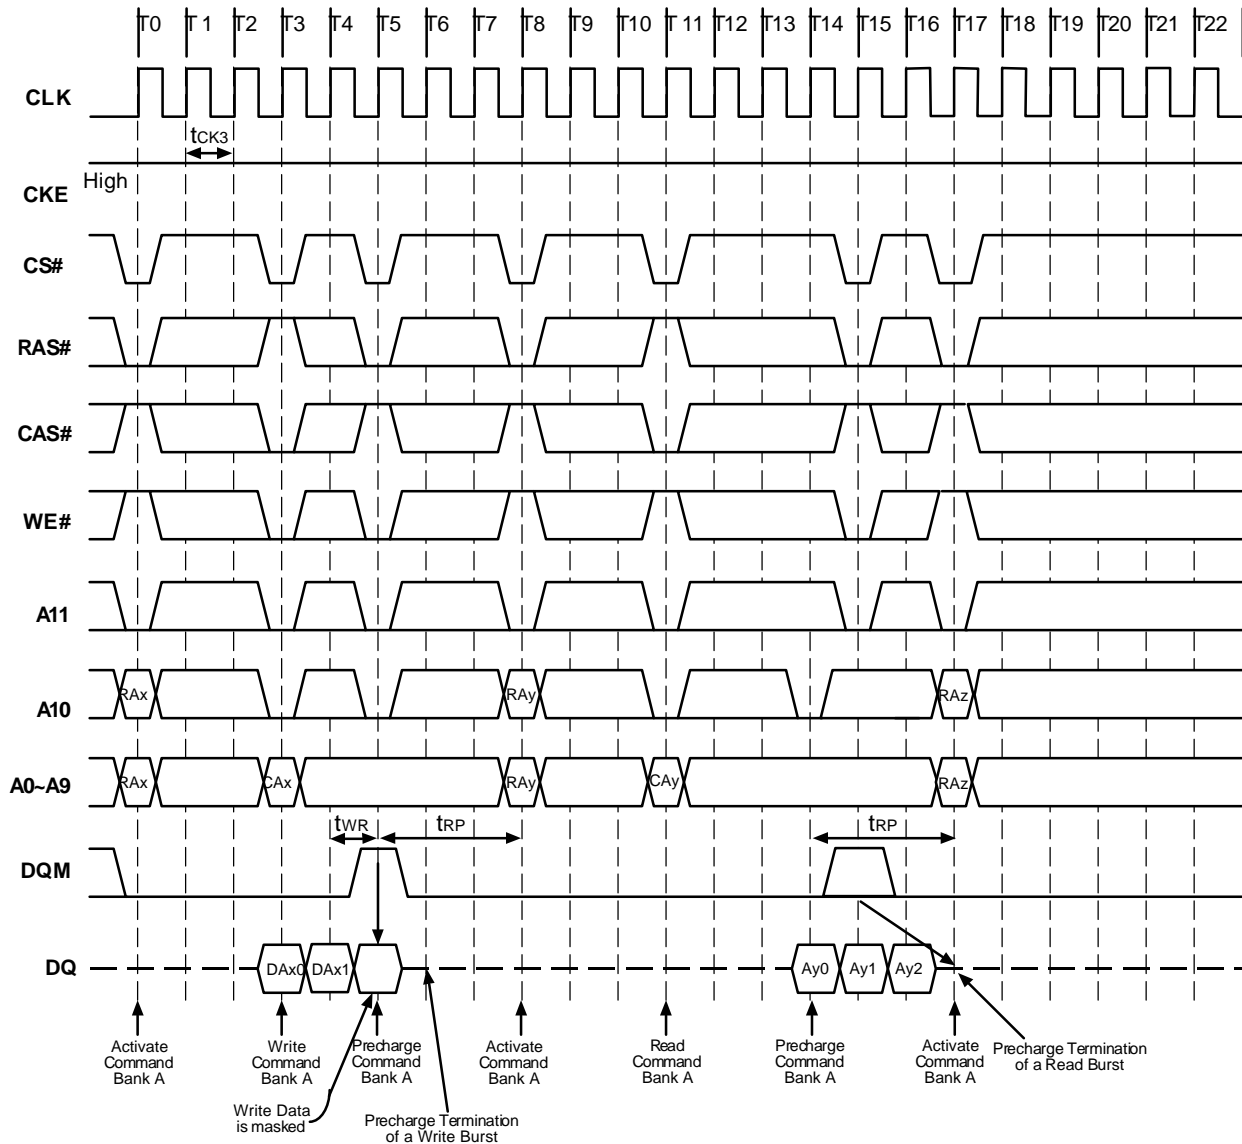 T0 T 1 T2 T3 T4 T5 T6 T7 T8 T9 T10 T 11 T12 T13 T14 T15 T16 T17 T18 T19 T20 T21 T22
CLK
tCK3
High
CKE
CS#
RAS#
CAS#
WE#
A11
A10 RAx RAy RAz
A0~A9 RAx CAx RAy CAy RAz
tWR tRP tRP
DQM
DQ DAx0 DAx1 Ay0 Ay1 Ay2
Activate
Command
Bank A
Write
Command
Bank A
Precharge
Command
Bank A
Activate
Command
Bank A
Read
Command
Bank A
Precharge
Command
Bank A
Activate
Command
Bank A
Precharge Termination
of a Read Burst
Write Data
is masked
Precharge Termination
of a Write Burst